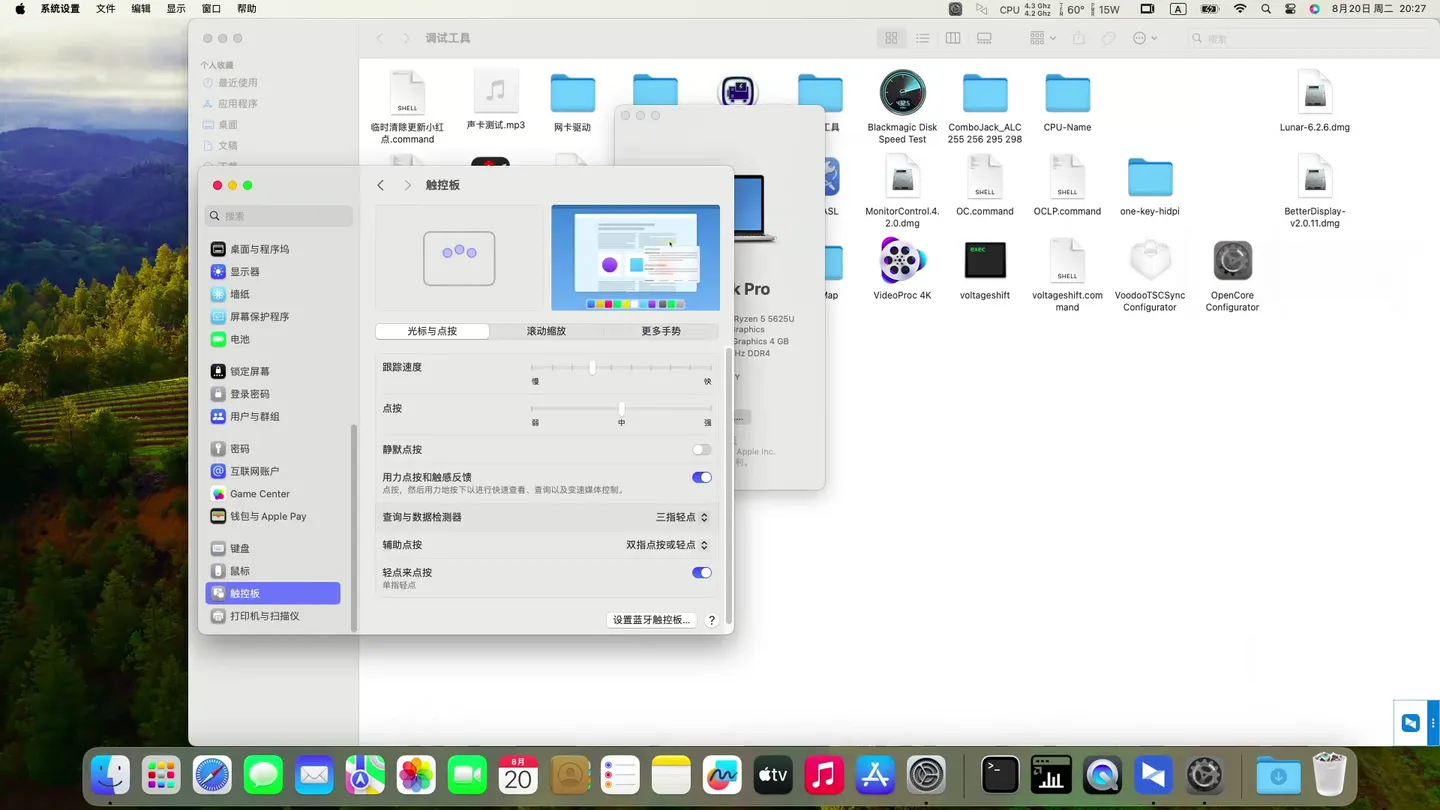 系统设置 文件 编辑 显示 窗口 帮助
CPU 4.3 Ghz 4.2 Ghz 60° 15W A 8月20日 周二 20:27
调试工具
搜索
个人收藏
最近使用
应用程序
桌面
文稿
SHELL
临时清除更新小红
点.command
声卡测试.mp3
网卡驱动
工具
Blackmagic Disk
Speed Test
ComboJack_ALC
255 256 295 298
CPU-Name
Lunar-6.2.6.dmg
MonitorControl.4.
2.0.dmg
SHELL
OC.command
SHELL
OCLP.command
one-key-hidpi
BetterDisplay-
v2.0.11.dmg
VideoProc 4K
exec
voltageshift
SHELL
voltageshift.com
mand
VoodooTSCSync
Configurator
OpenCore
Configurator
k Pro
Ryzen 5 5625U
Graphics 4 GB
Hz DDR4
Apple Inc.
搜索
桌面与程序坞
显示器
墙纸
屏幕保护程序
电池
锁定屏幕
登录密码
用户与群组
密码
互联网账户
Game Center
钱包与 Apple Pay
键盘
鼠标
触控板
打印机与扫描仪
触控板
光标与点按 滚动缩放 更多手势
跟踪速度
慢 快
点按
弱 中 强
静默点按
用力点按和触感反馈
点按，然后用力地按下以进行快速查看、查询以及变速媒体控制。
查询与数据检测器 三指轻点
辅助点按 双指点按或轻点
轻点来点按
单指轻点
设置蓝牙触控板... ?
8月
20
tv